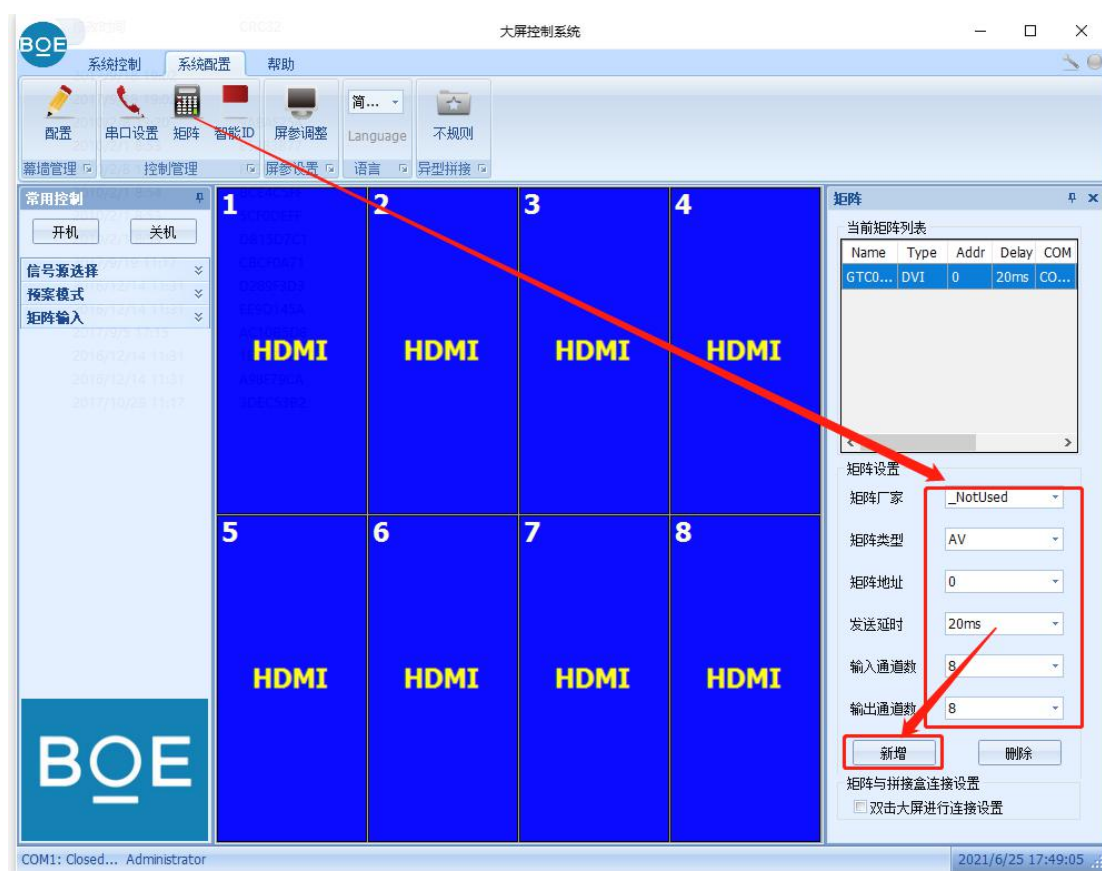 BOE
大屏控制系统
系统控制 系统配置 帮助
配置 串口设置 矩阵 智能ID 屏参调整 简... Language 不规则
幕墙管理 控制管理 屏参设置 语言 异型拼接
常用控制
开机 关机
信号源选择
预案模式
矩阵输入
1 2 3 4
HDMI HDMI HDMI HDMI
5 6 7 8
HDMI HDMI HDMI HDMI
BOE
矩阵
当前矩阵列表
Name Type Addr Delay COM
GTC0... DVI 0 20ms CO...
矩阵设置
矩阵厂家 _NotUsed
矩阵类型 AV
矩阵地址 0
发送延时 20ms
输入通道数 8
输出通道数 8
新增 删除
矩阵与拼接盒连接设置
双击大屏进行连接设置
COM1: Closed... Administrator
2021/6/25 17:49:05